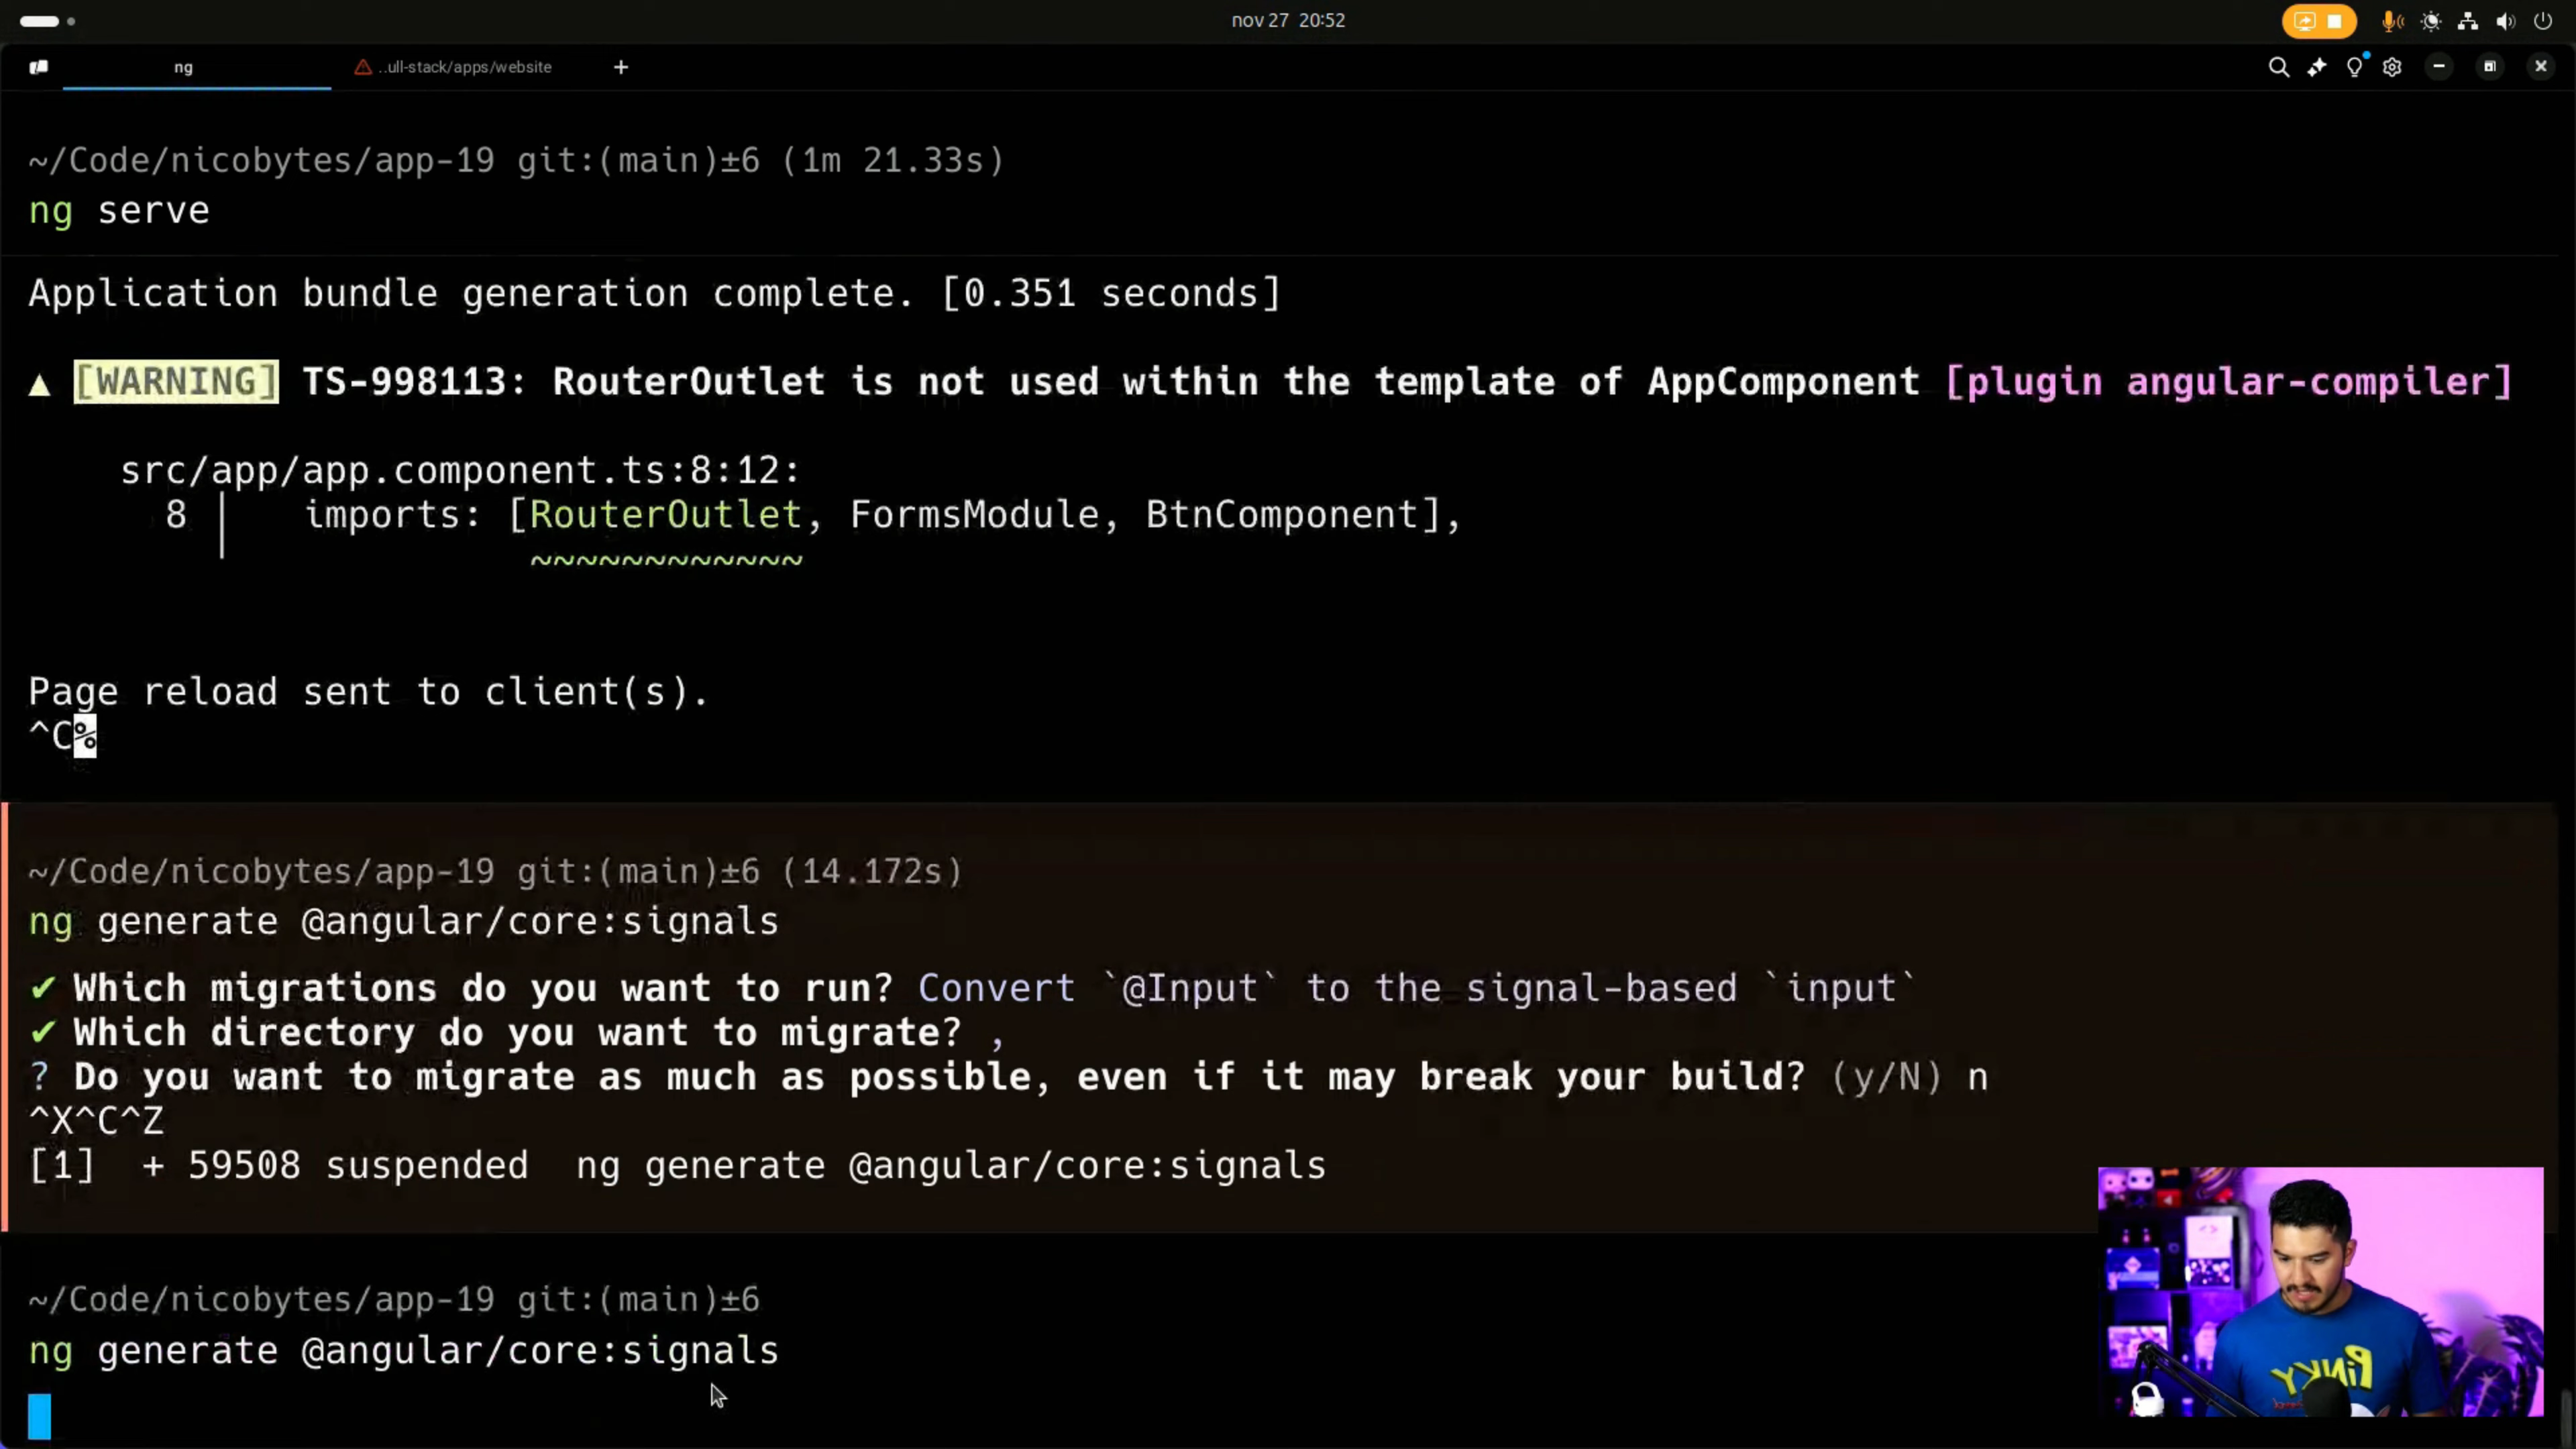 nov 27 20:52
ng
..ull-stack/apps/website
+
~/Code/nicobytes/app-19 git:(main)±6 (1m 21.33s)
ng serve
Application bundle generation complete. [0.351 seconds]
▲ [WARNING] TS-998113: RouterOutlet is not used within the template of AppComponent [plugin angular-compiler]
src/app/app.component.ts:8:12:
8 │ imports: [RouterOutlet, FormsModule, BtnComponent],
~~~~~~~~~~~~
Page reload sent to client(s).
^C%
~/Code/nicobytes/app-19 git:(main)±6 (14.172s)
ng generate @angular/core:signals
✔ Which migrations do you want to run? Convert `@Input` to the signal-based `input`
✔ Which directory do you want to migrate? ,
? Do you want to migrate as much as possible, even if it may break your build? (y/N) n
^X^C^Z
[1] + 59508 suspended ng generate @angular/core:signals
~/Code/nicobytes/app-19 git:(main)±6
ng generate @angular/core:signals
PINKY